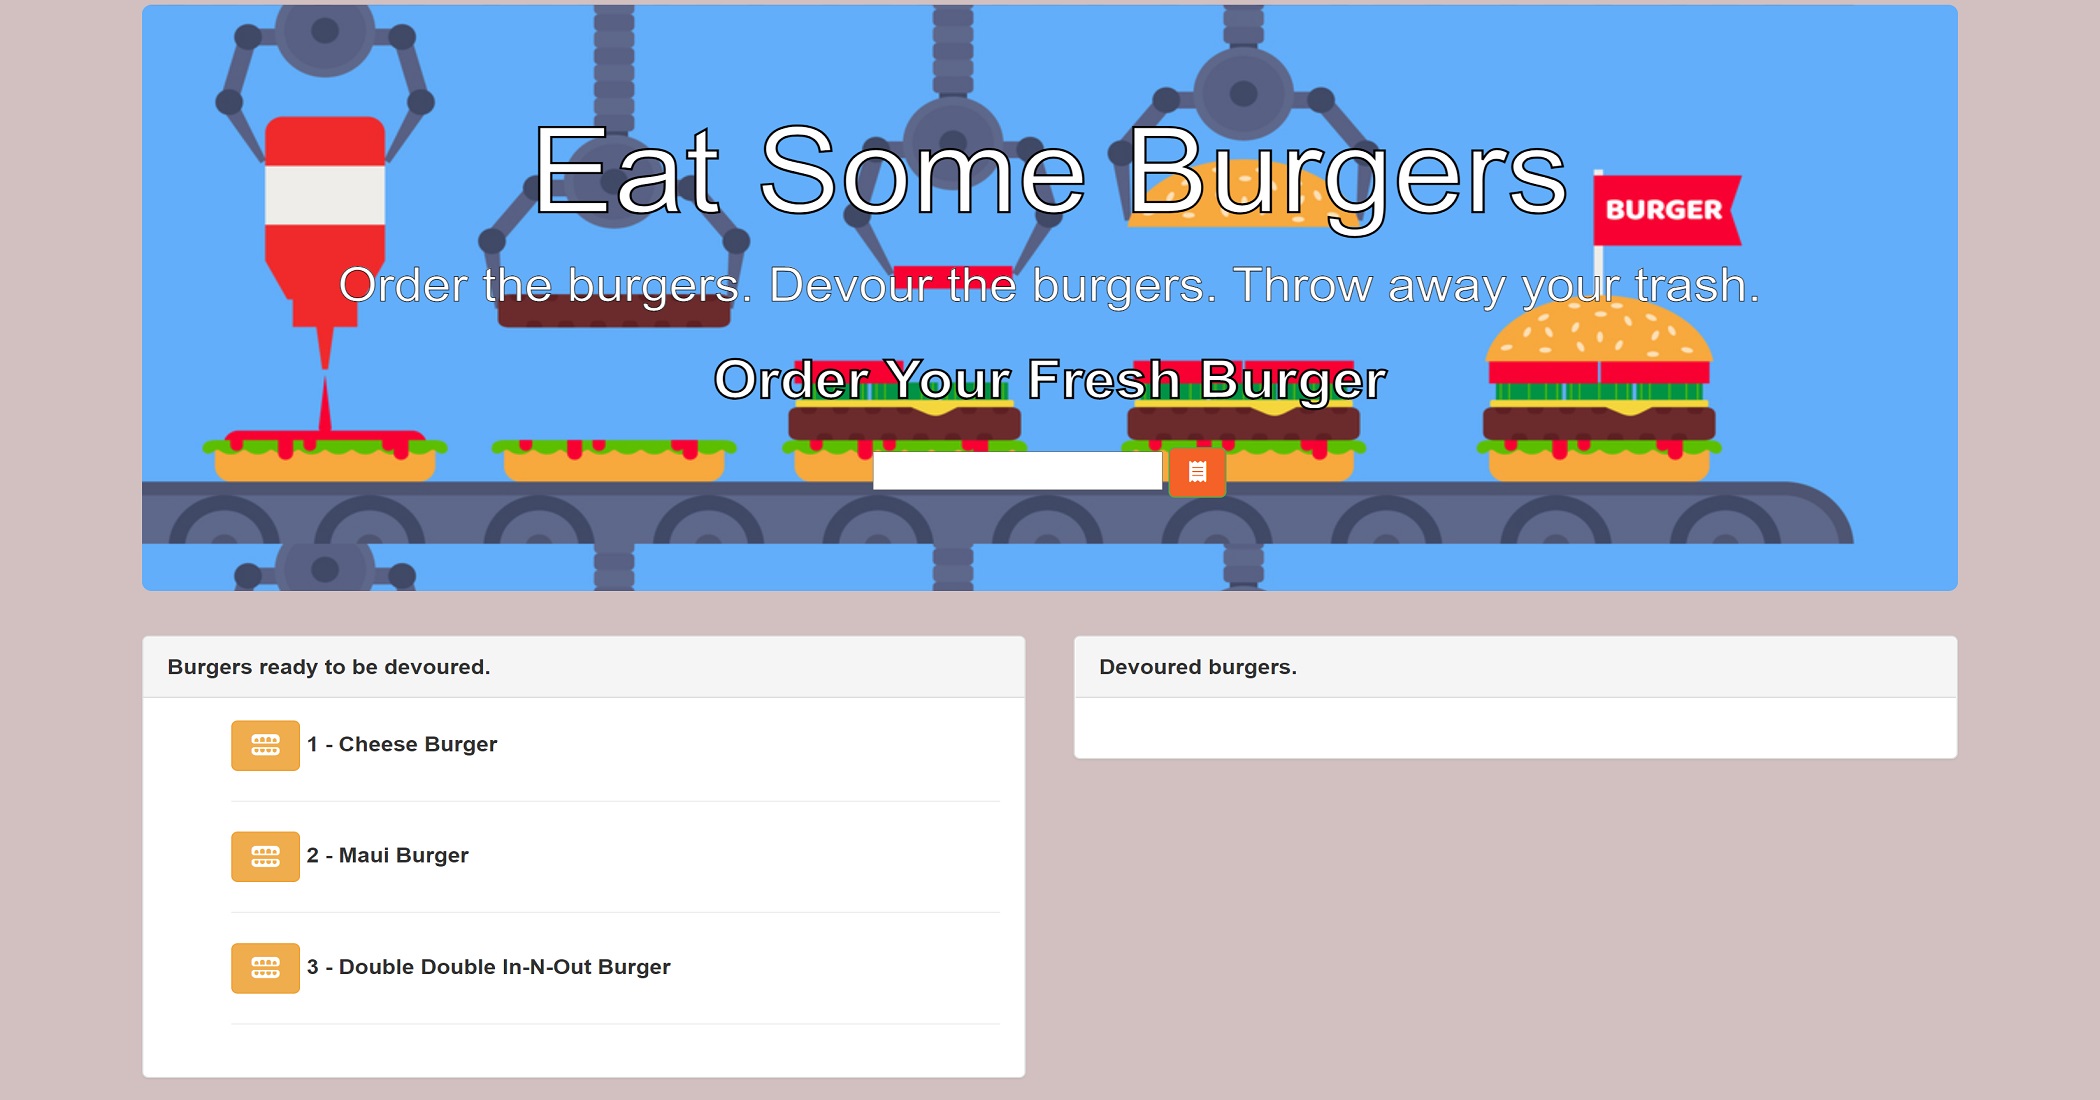 Eat Some Burgers
BURGER
Order the burgers. Devour the burgers. Throw away your trash.
Order Your Fresh Burger
Burgers ready to be devoured.
1 - Cheese Burger
2 - Maui Burger
3 - Double Double In-N-Out Burger
Devoured burgers.